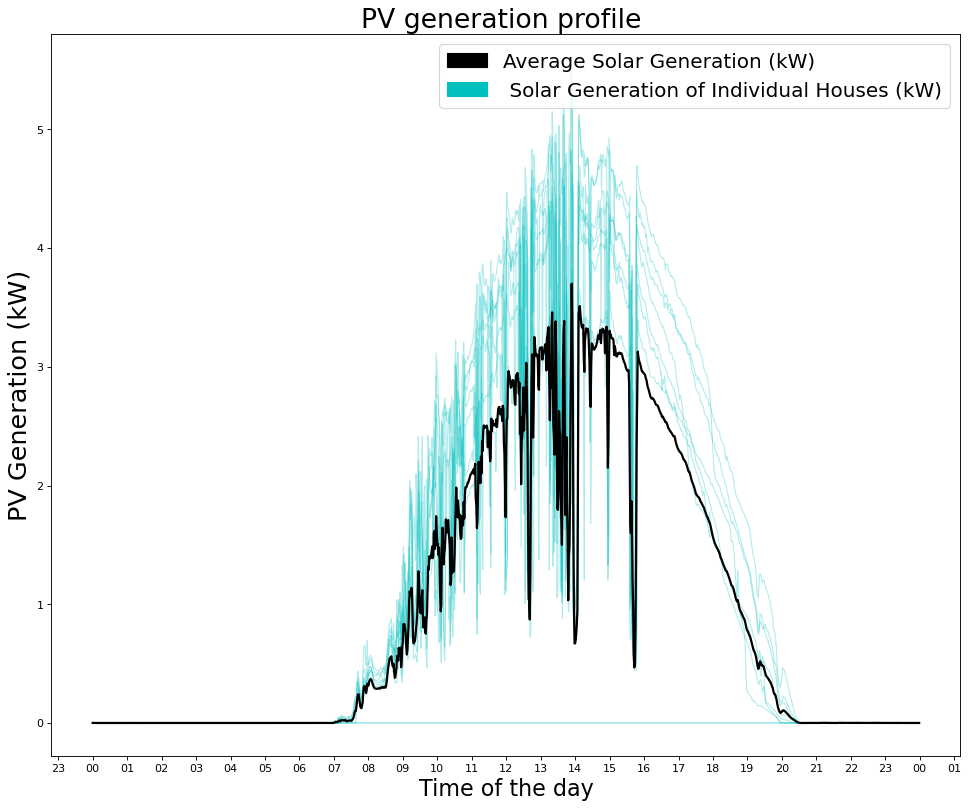 PV generation profile
Average Solar Generation (kW)
Solar Generation of Individual Houses (kW)
PV Generation (kW)
5
4
3
2
1
0
23 00 01 02 03 04 05 06 07 08 09 10 11 12 13 14 15 16 17 18 19 20 21 22 23 00 01
Time of the day